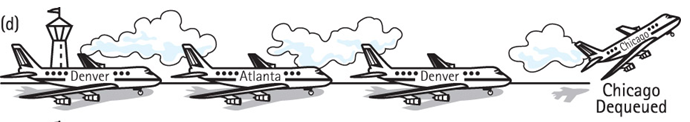 (d)
Denver
Atlanta
Denver
Chicago
Chicago
Dequeued